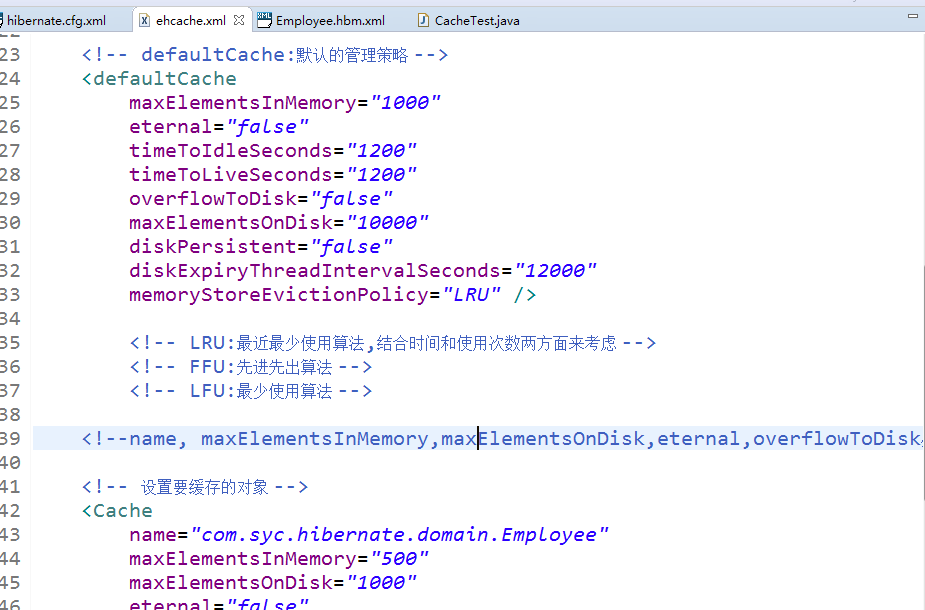 hibernate.cfg.xml ehcache.xml Employee.hbm.xml CacheTest.java
23 <!-- defaultCache:默认的管理策略 -->
24 <defaultCache
25 maxElementsInMemory="1000"
26 eternal="false"
27 timeToIdleSeconds="1200"
28 timeToLiveSeconds="1200"
29 overflowToDisk="false"
30 maxElementsOnDisk="10000"
31 diskPersistent="false"
32 diskExpiryThreadIntervalSeconds="12000"
33 memoryStoreEvictionPolicy="LRU" />
34
35 <!-- LRU:最近最少使用算法,结合时间和使用次数两方面来考虑 -->
36 <!-- FFU:先进先出算法 -->
37 <!-- LFU:最少使用算法 -->
38
39 <!--name, maxElementsInMemory,maxElementsOnDisk,eternal,overflowToDisk,
40
41 <!-- 设置要缓存的对象 -->
42 <Cache
43 name="com.syc.hibernate.domain.Employee"
44 maxElementsInMemory="500"
45 maxElementsOnDisk="1000"
46 eternal="false"